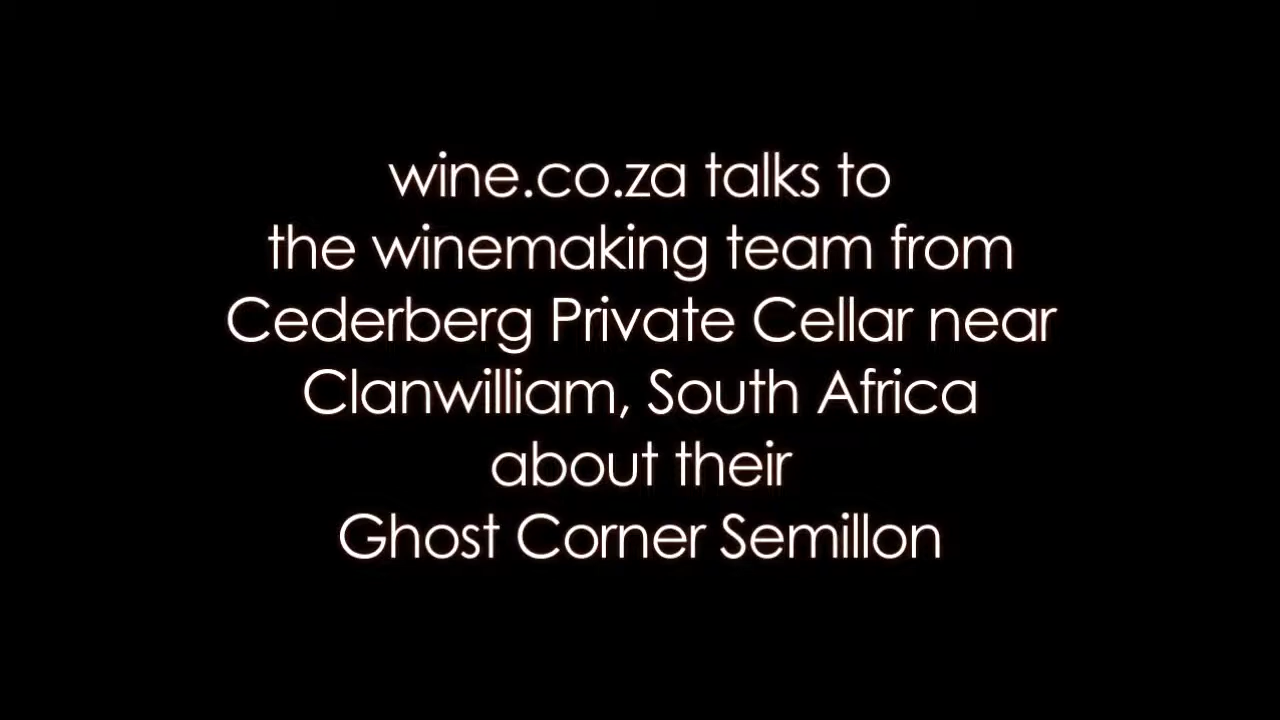 wine.co.za talks to
the winemaking team from
Cederberg Private Cellar near
Clanwilliam, South Africa
about their
Ghost Corner Semillon